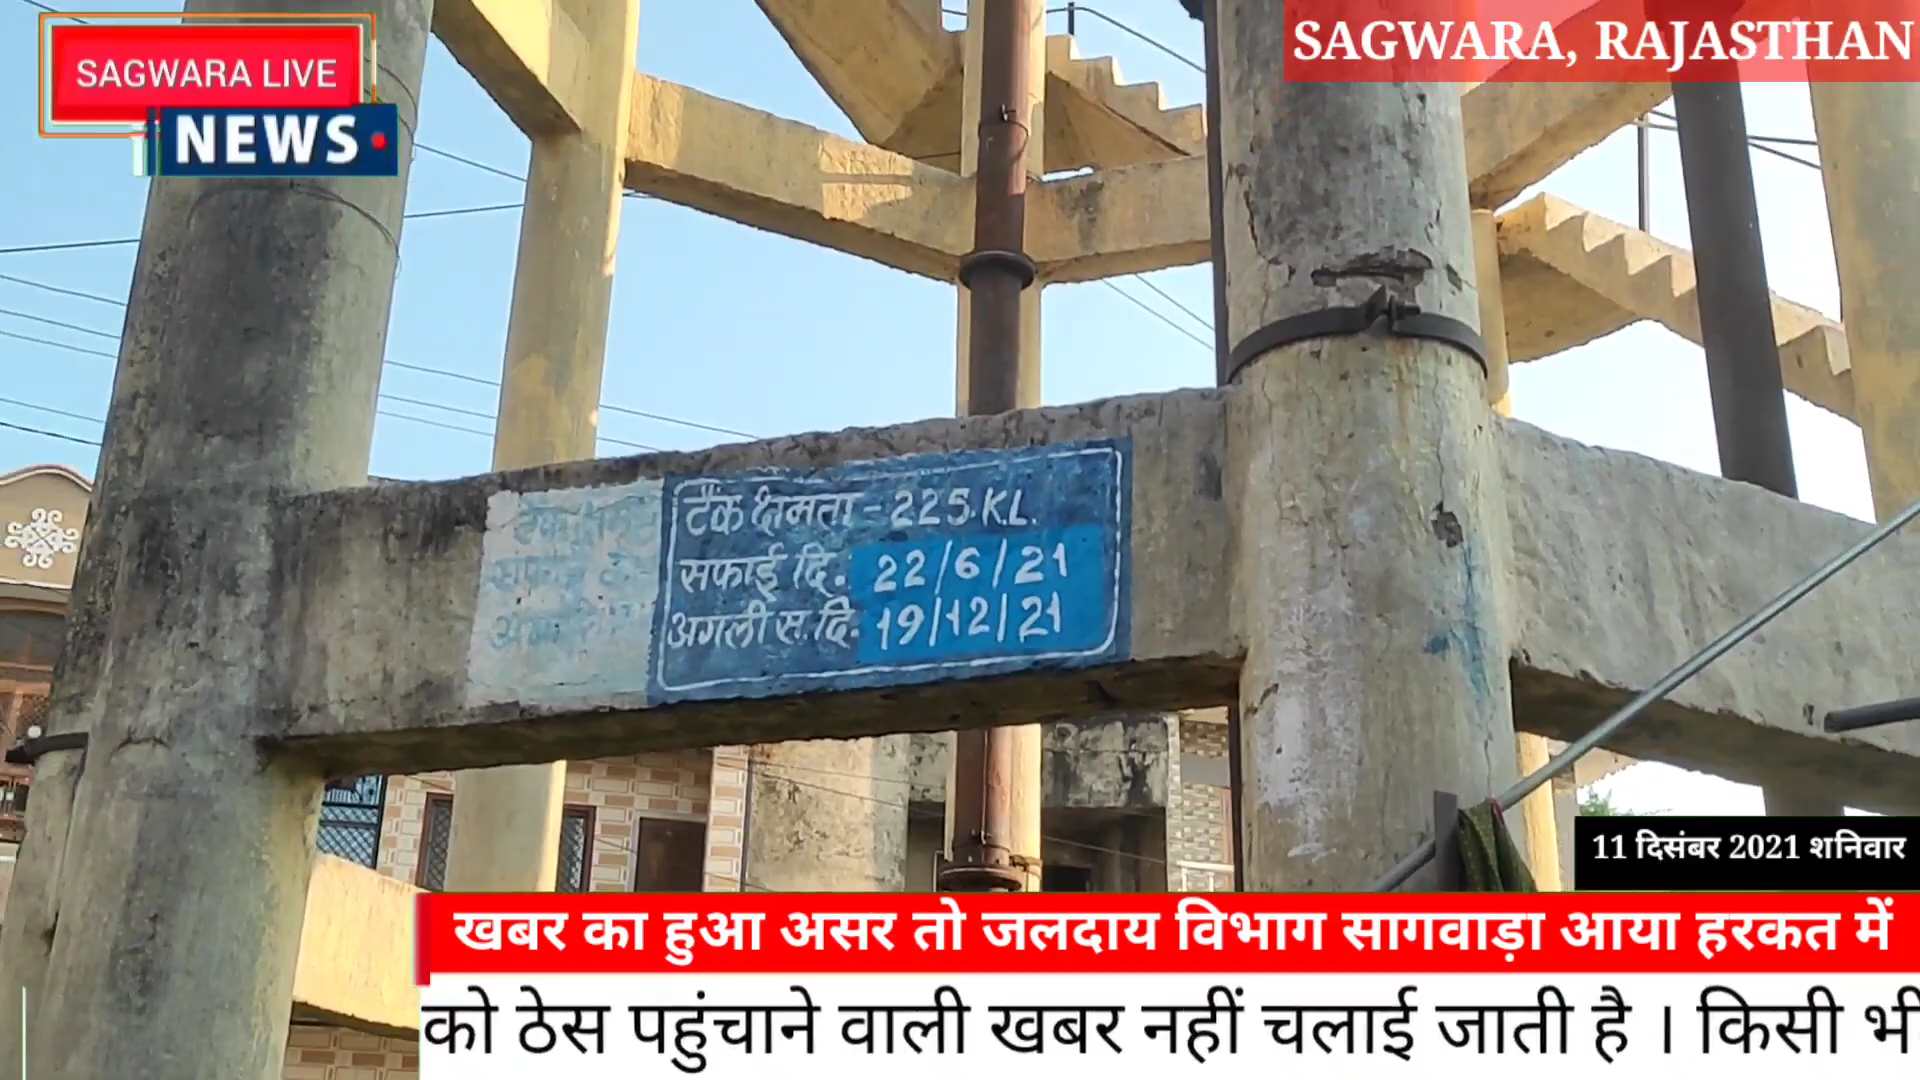 SAGWARA LIVE
NEWS
SAGWARA, RAJASTHAN
टैंक क्षमता - 225.K.L.
सफाई दि. 22/6/21
अगली स. दि. 19/12/21
11 दिसंबर 2021 शनिवार
खबर का हुआ असर तो जलदाय विभाग सागवाड़ा आया हरकत में
को ठेस पहुंचाने वाली खबर नहीं चलाई जाती है । किसी भी